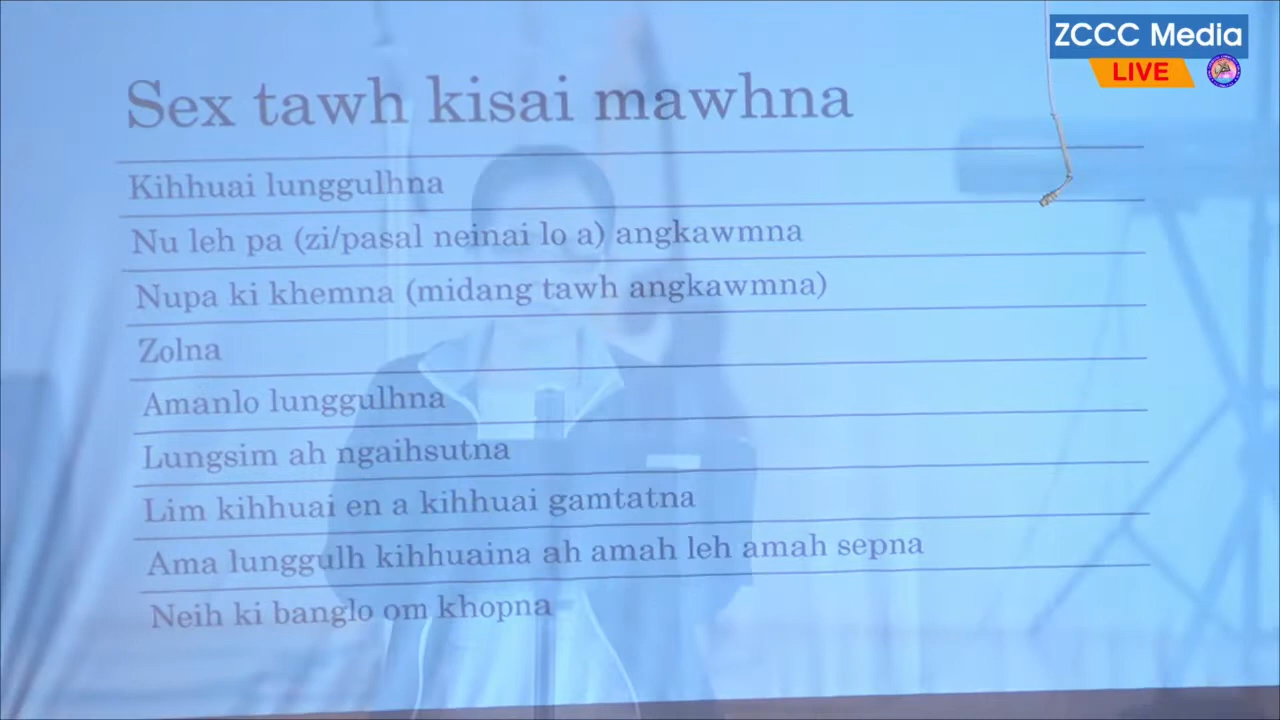 ZCCC Media
LIVE
Sex tawh kisai mawhna
Kihhuai lunggulhna
Nu leh pa (zi/pasal neinai lo a) angkawmna
Nupa ki khemna (midang tawh angkawmna)
Zolna
Amanlo lunggulhna
Lungsim ah ngaihsutna
Lim kihhuai en a kihhuai gamtatna
Ama lunggulh kihhuaina ah amah leh amah sepna
Neih ki banglo om khopna